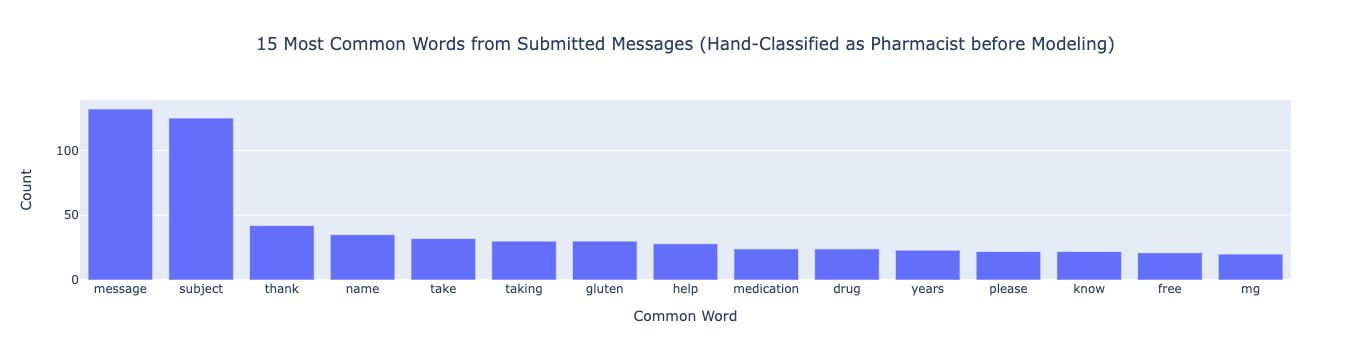 15 Most Common Words from Submitted Messages (Hand-Classified as Pharmacist before Modeling)
Count
100
50
0
message subject thank name take taking gluten help medication drug years please know free mg
Common Word